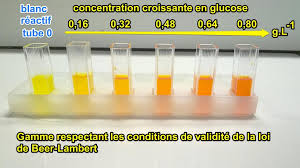 blanc
réactif
tube 0
concentration croissante en glucose
0,16 0,32 0,48 0,64 0,80 g.L-1
Gamme respectant les conditions de validité de la loi
de Beer-Lambert